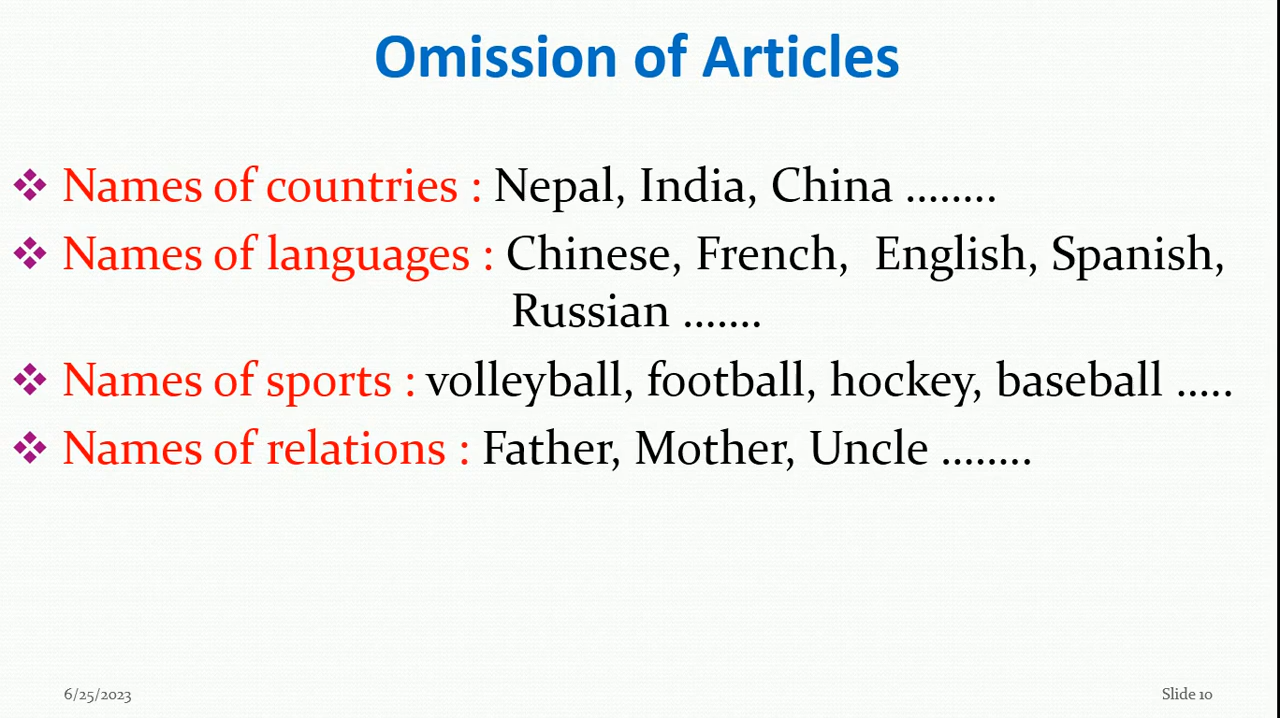 Omission of Articles
❖ Names of countries : Nepal, India, China ........
❖ Names of languages : Chinese, French, English, Spanish,
Russian .......
❖ Names of sports : volleyball, football, hockey, baseball .....
❖ Names of relations : Father, Mother, Uncle ........
6/25/2023
Slide 10